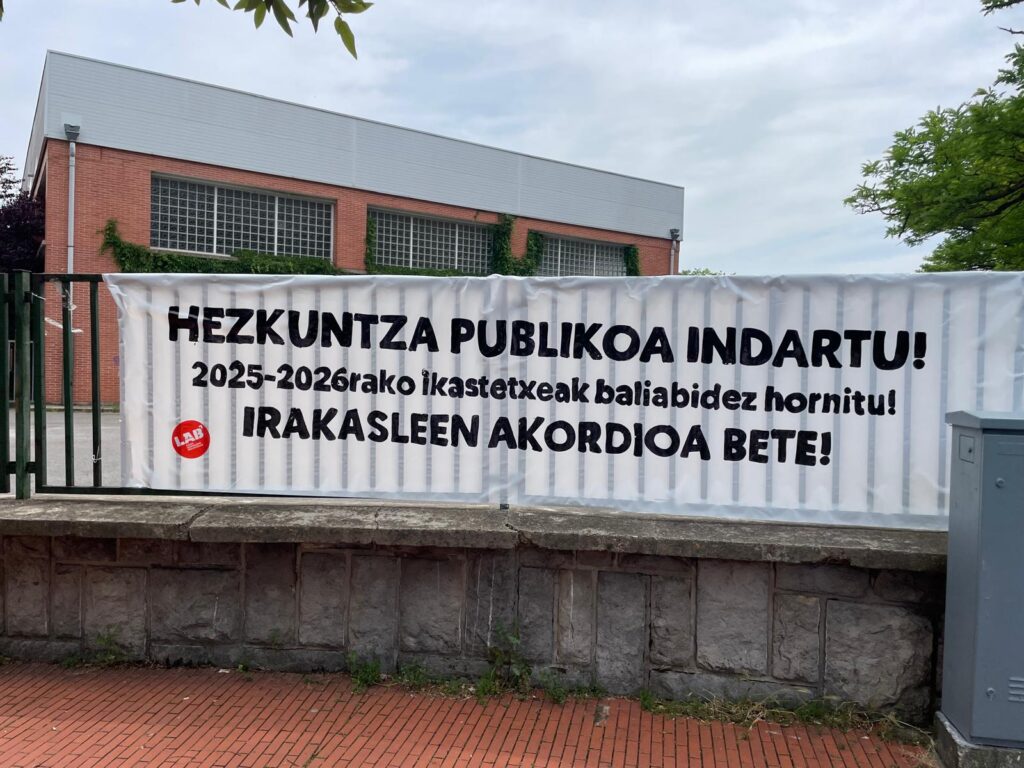 HEZKUNTZA PUBLIKOA INDARTU!
2025-2026rako ikastetxeak baliabidez hornitu!
IRAKASLEEN AKORDIOA BETE!
LAB